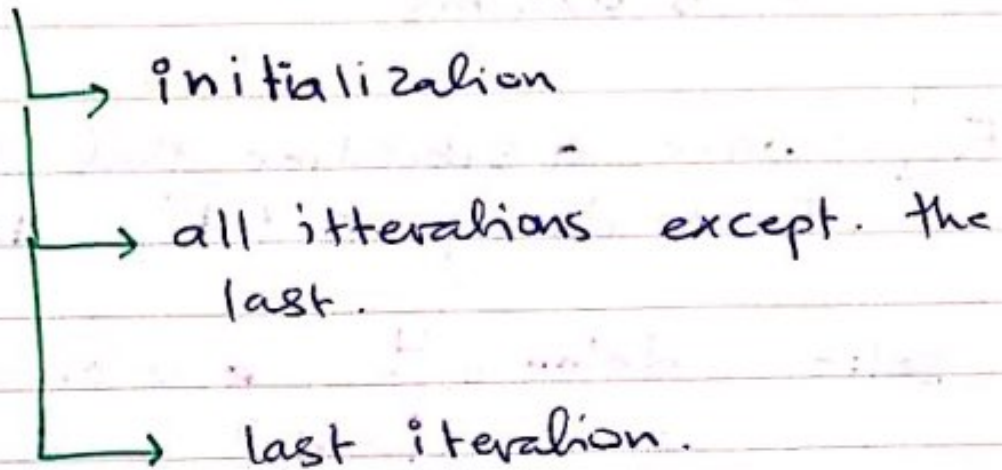 initialization
all itterations except. the
last.
last iteration.